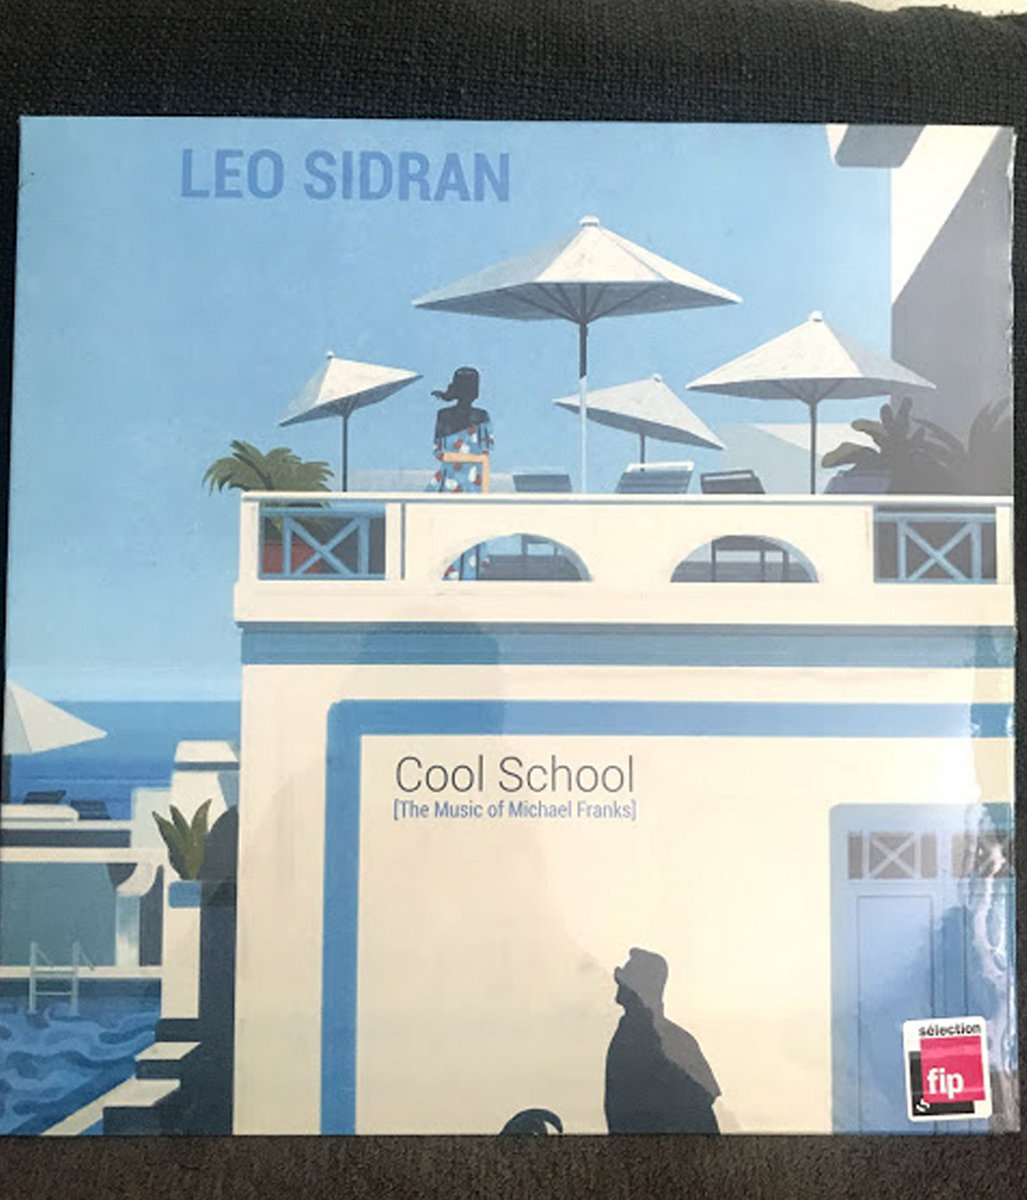 LEO SIDRAN
Cool School
[The Music of Michael Franks]
sélection
fip